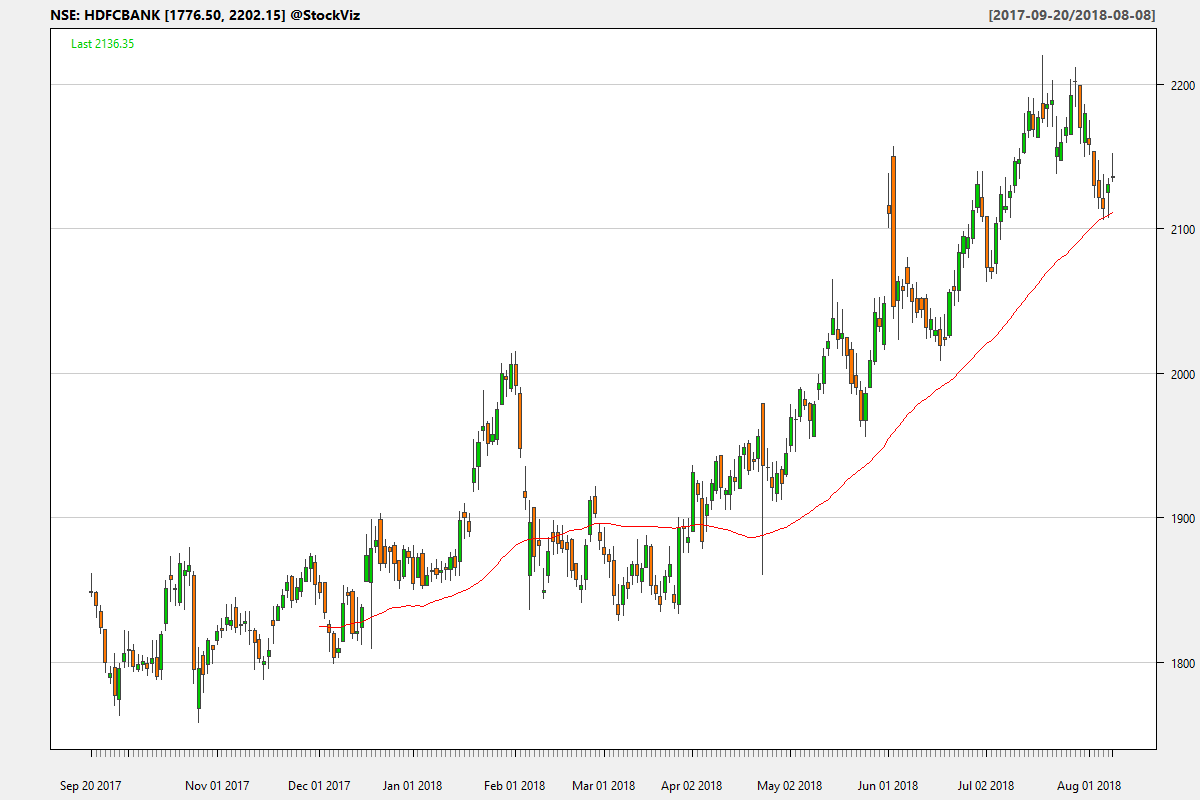 NSE: HDFCBANK [1776.50, 2202.15] @StockViz [2017-09-20/2018-08-08]
Last 2136.35
2200
2100
2000
1900
1800
Sep 20 2017 Nov 01 2017 Dec 01 2017 Jan 01 2018 Feb 01 2018 Mar 01 2018 Apr 02 2018 May 02 2018 Jun 01 2018 Jul 02 2018 Aug 01 2018